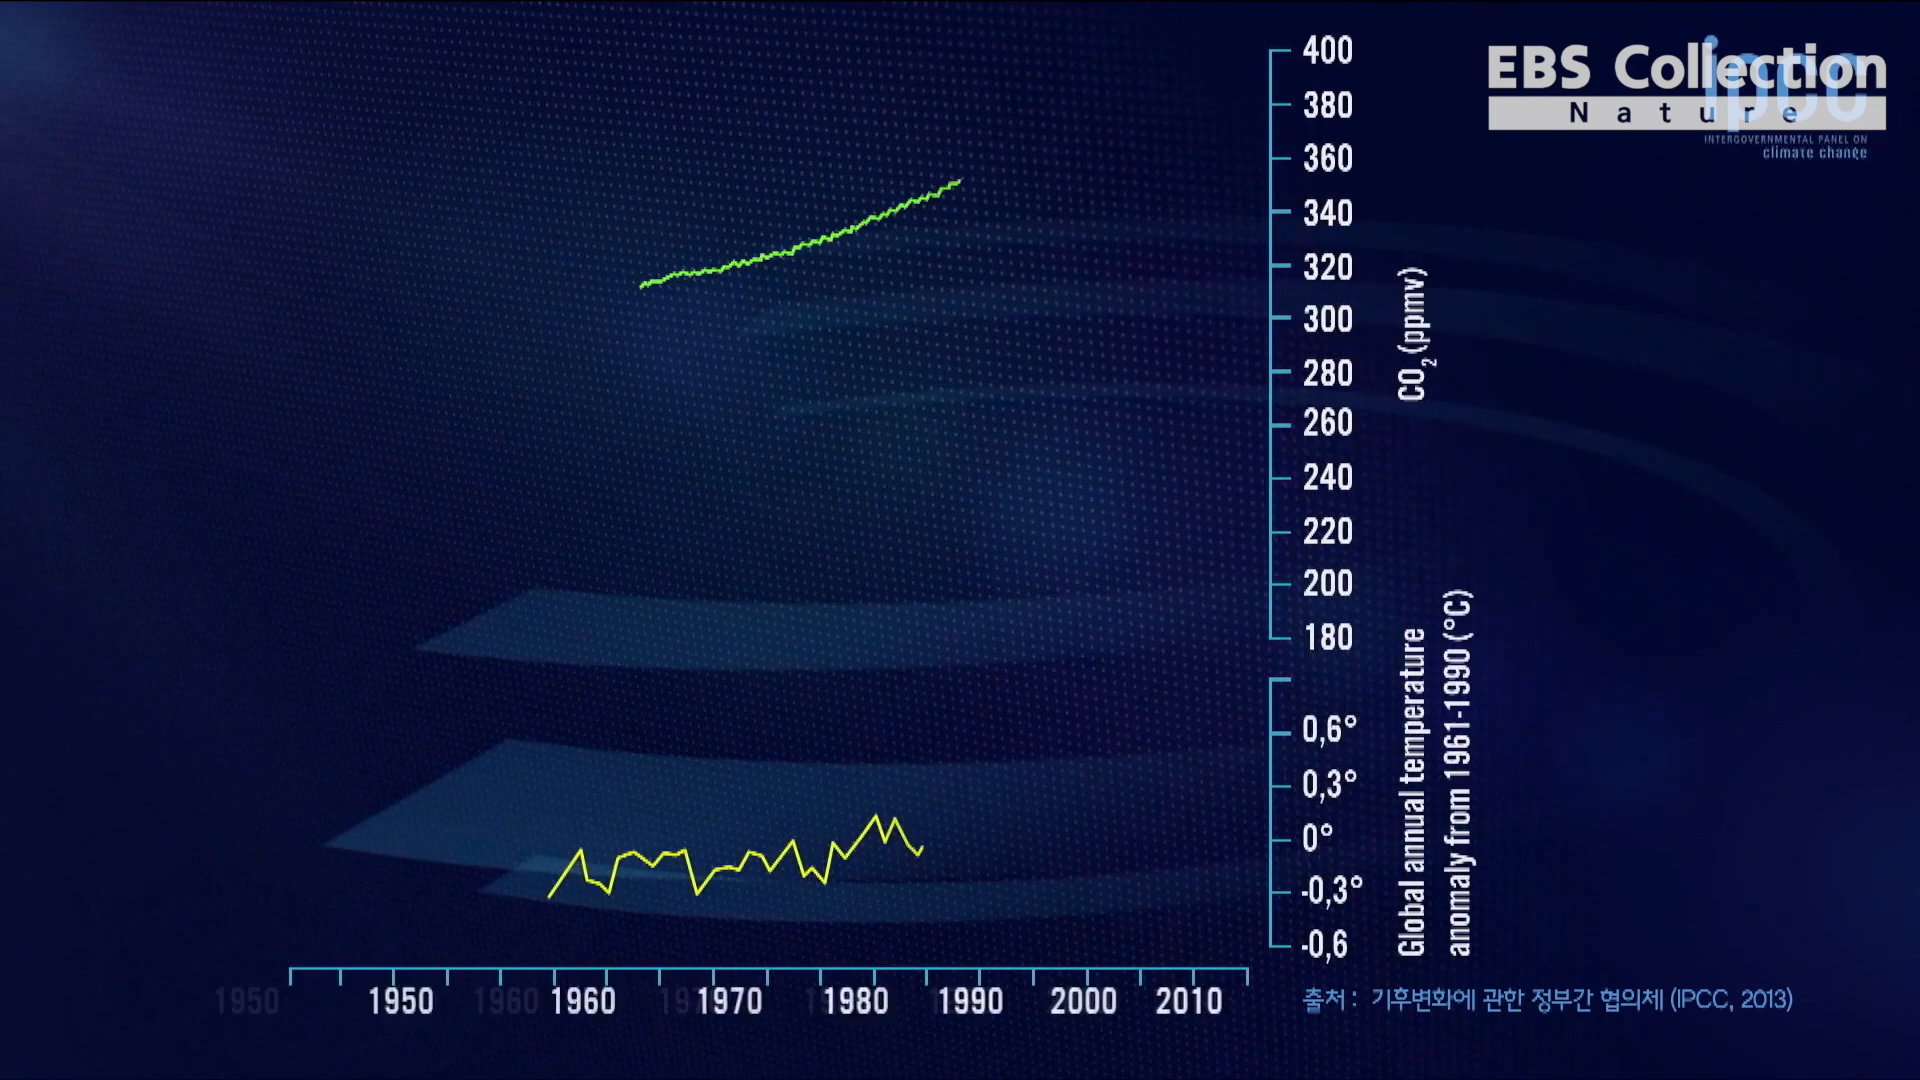 400
EBS Collection
Nature
ipcc
INTERGOVERNMENTAL PANEL ON
climate change
380
360
340
320
300
280
260
240
220
200
180
CO₂ (ppmv)
0,6°
0,3°
0°
-0,3°
-0,6
Global annual temperature
anomaly from 1961-1990 (°C)
1950 1950 1960 1960 1970 1980 1990 2000 2010
출처 : 기후변화에 관한 정부간 협의체 (IPCC, 2013)